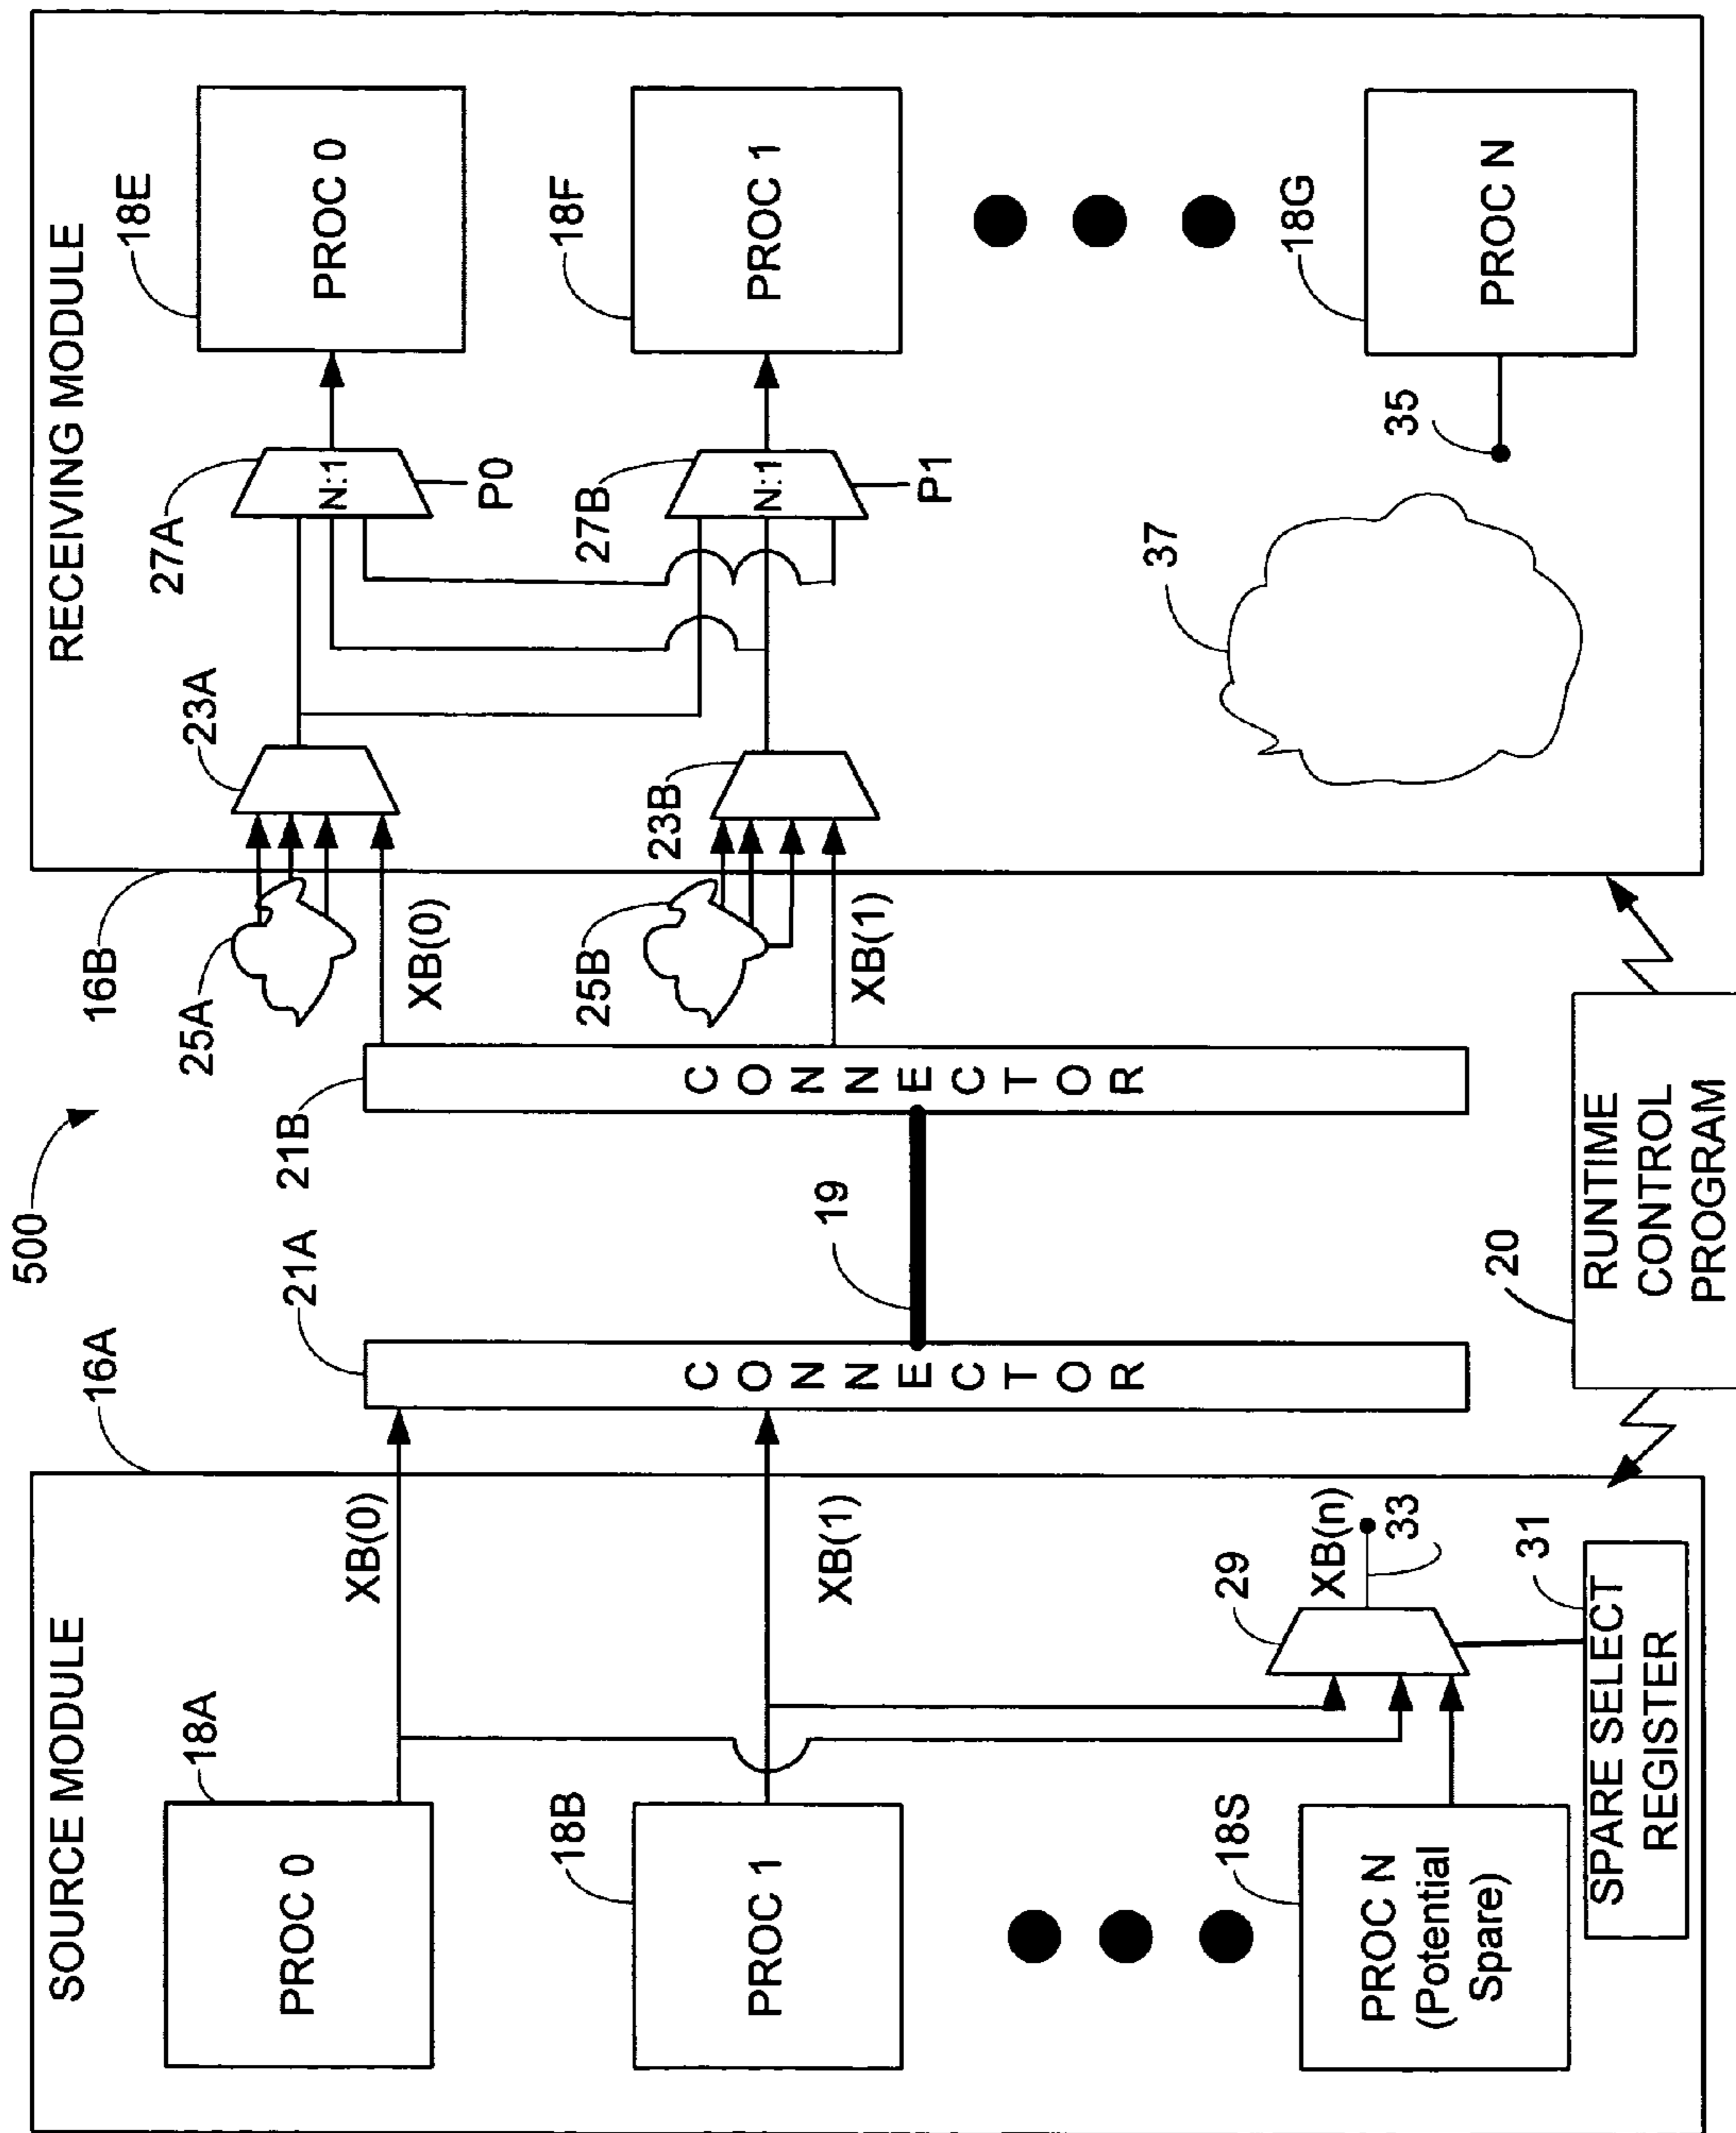 500
SOURCE MODULE
16A
PROC 0
18A
XB(0)
PROC 1
18B
XB(1)
PROC N
(Potential
Spare)
18S
29
XB(n)
33
31
SPARE SELECT
REGISTER
21A
CONNECTOR
19
21B
CONNECTOR
20
RUNTIME
CONTROL
PROGRAM
RECEIVING MODULE
16B
25A
XB(0)
25B
XB(1)
23A
23B
27A
N:1
P0
27B
N:1
P1
18E
PROC 0
18F
PROC 1
18G
PROC N
35
37